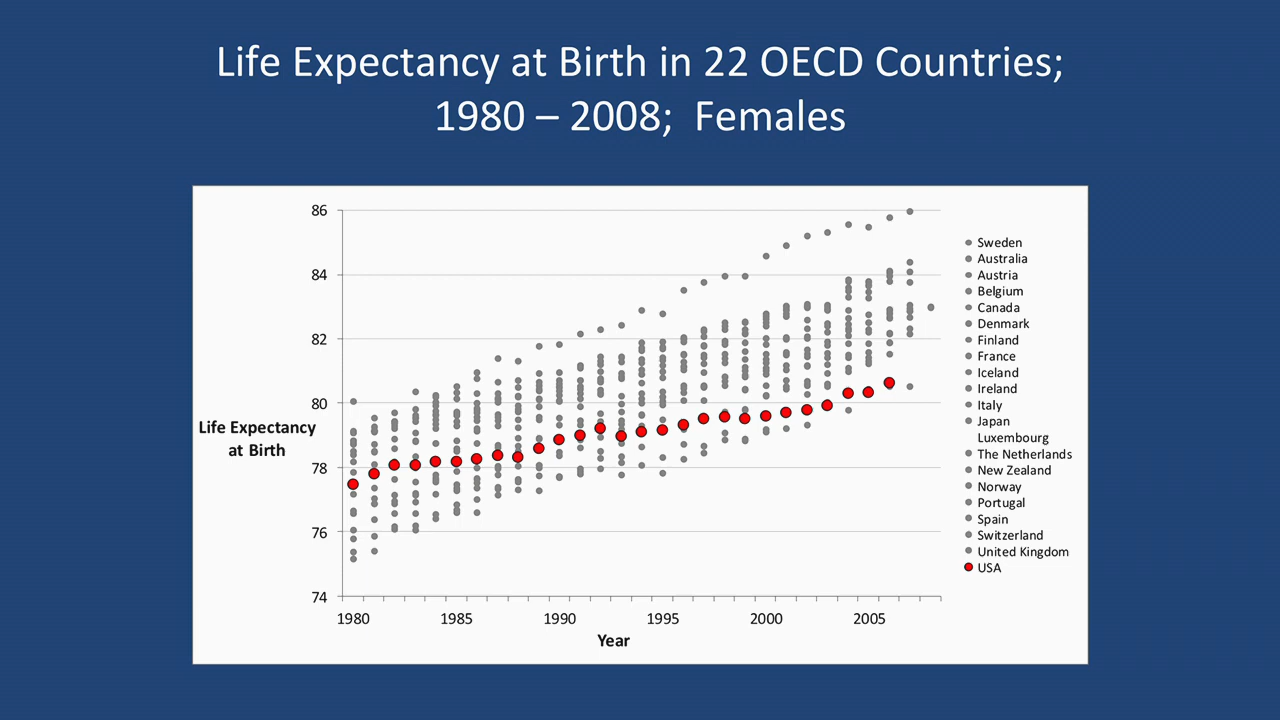 Life Expectancy at Birth in 22 OECD Countries;
1980 – 2008;  Females
86
84
82
80
78
76
74
Life Expectancy
at Birth
1980
1985
1990
1995
2000
2005
Year
Sweden
Australia
Austria
Belgium
Canada
Denmark
Finland
France
Iceland
Ireland
Italy
Japan
Luxembourg
The Netherlands
New Zealand
Norway
Portugal
Spain
Switzerland
United Kingdom
USA